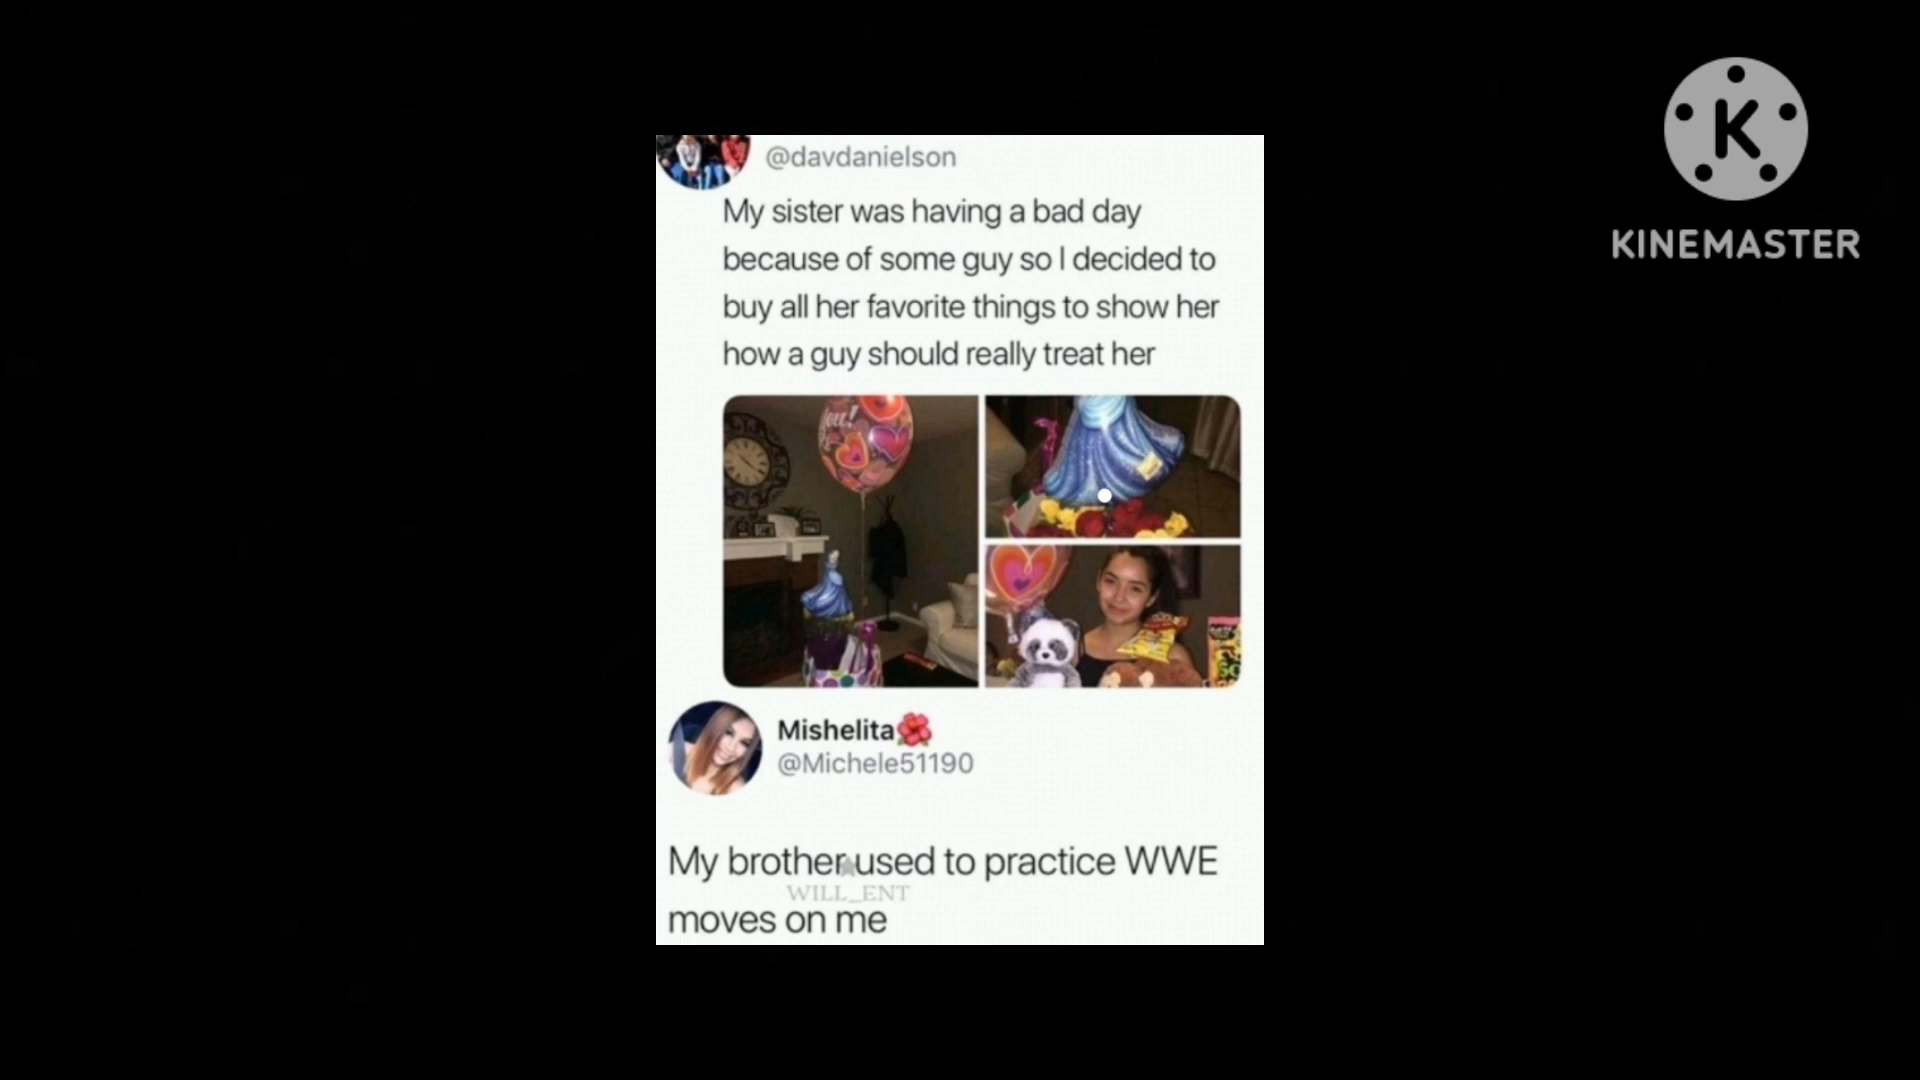 @davdanielson
My sister was having a bad day
because of some guy so I decided to
buy all her favorite things to show her
how a guy should really treat her
you!
Mishelita
@Michele51190
My brother used to practice WWE
WILL_ENT
moves on me
K
KINEMASTER